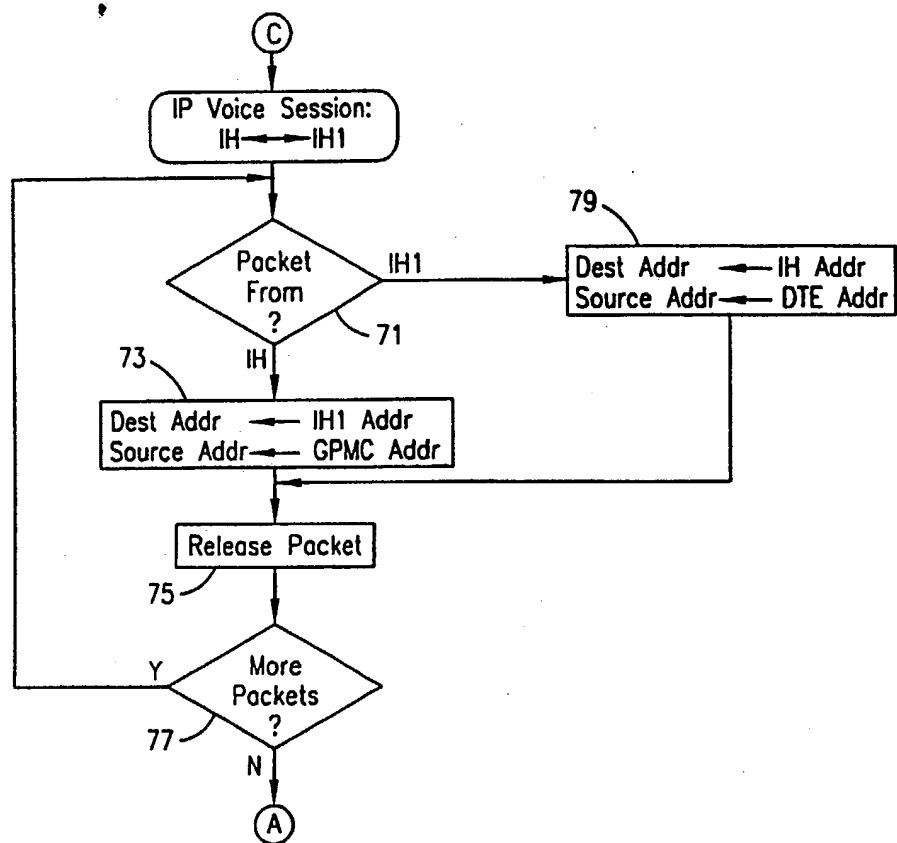 C
IP Voice Session:
IH IH1
79
Packet
From
?
IH1
71
IH
Dest Addr IH Addr
Source Addr DTE Addr
73
Dest Addr IH1 Addr
Source Addr GPMC Addr
Release Packet
75
Y
More
Packets
?
77
N
A